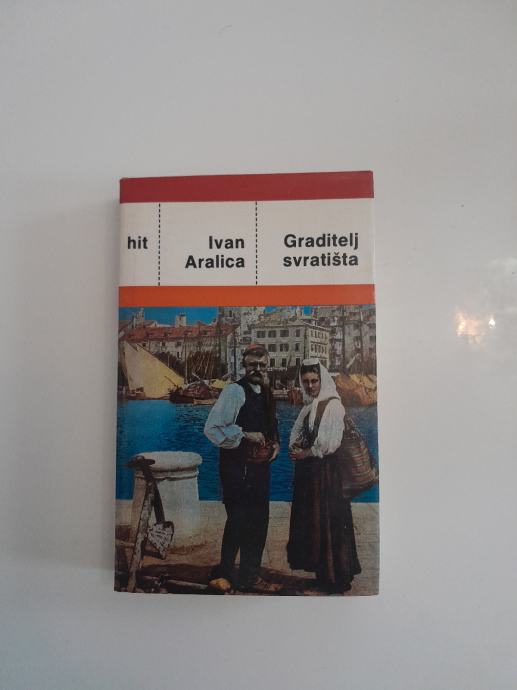 hit
Ivan
Aralica
Graditelj
svratišta